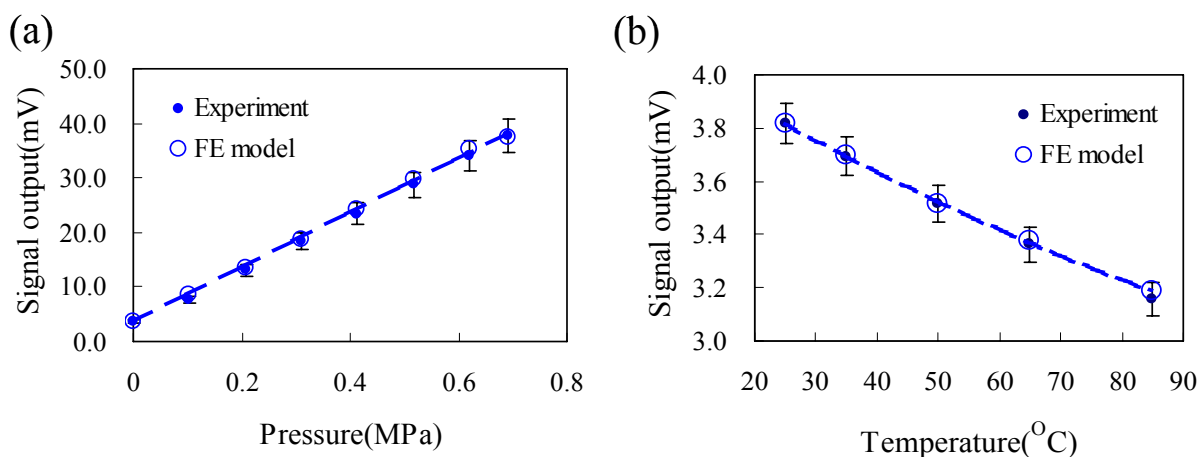 (a)
50.0
40.0
30.0
20.0
10.0
0.0
Signal output(mV)
Experiment
FE model
0 0.2 0.4 0.6 0.8
Pressure(MPa)
(b)
4.0
3.8
3.6
3.4
3.2
3.0
Signal output(mV)
Experiment
FE model
20 30 40 50 60 70 80 90
Temperature(°C)